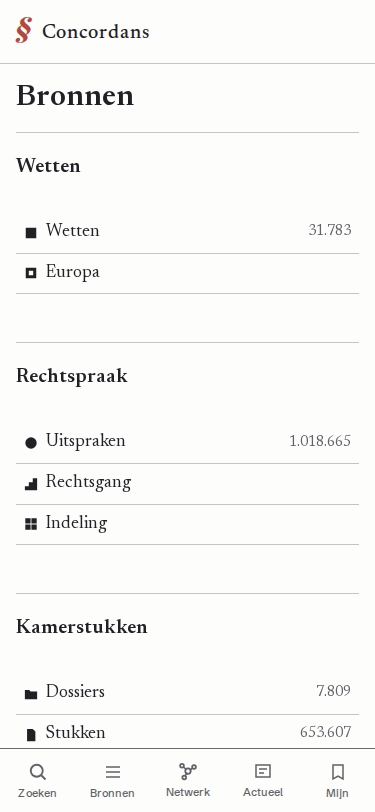 § Concordans
Bronnen
Wetten
Wetten 31.783
Europa
Rechtspraak
Uitspraken 1.018.665
Rechtsgang
Indeling
Kamerstukken
Dossiers 7.809
Stukken 653.607
Zoeken Bronnen Netwerk Actueel Mijn